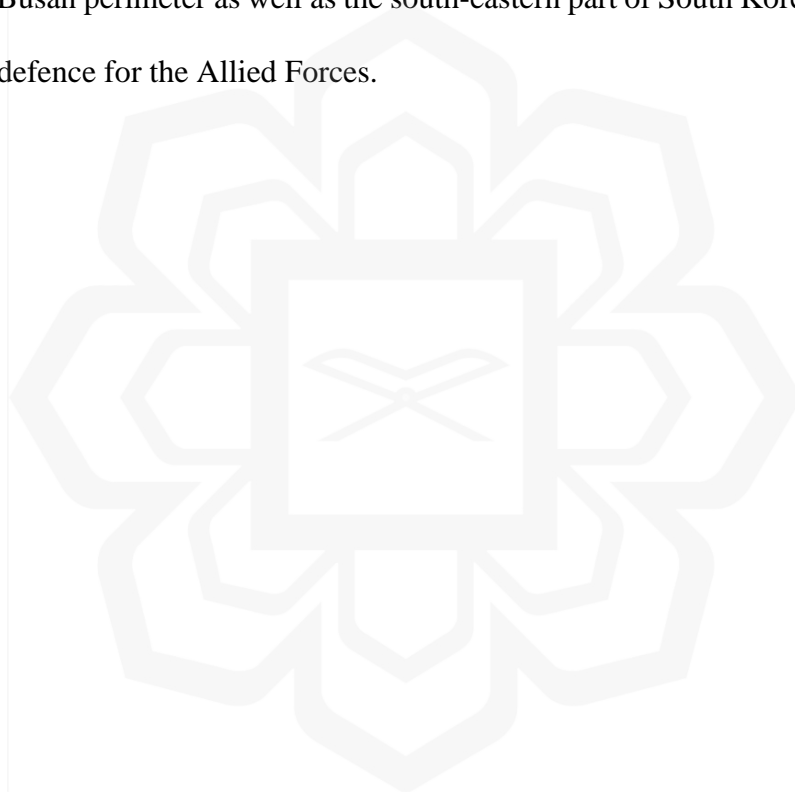 Busan perimeter as well as the south-eastern part of South Kore
defence for the Allied Forces.